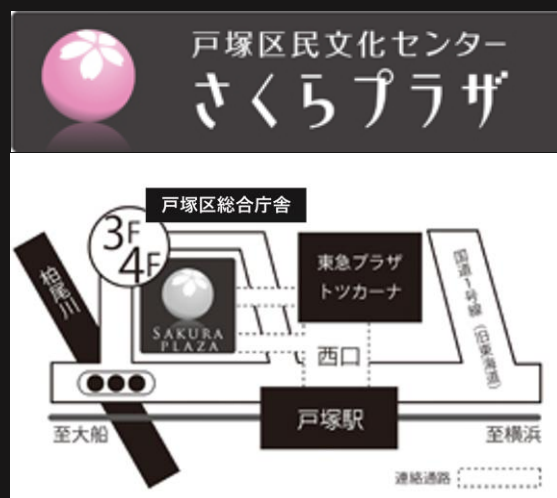 戸塚区民文化センター
さくらプラザ
戸塚区総合庁舎
3F
4F
柏尾川
SAKURA
PLAZA
東急プラザ
トツカーナ
国道1号線（旧東海道）
西口
戸塚駅
至大船
至横浜
連絡通路